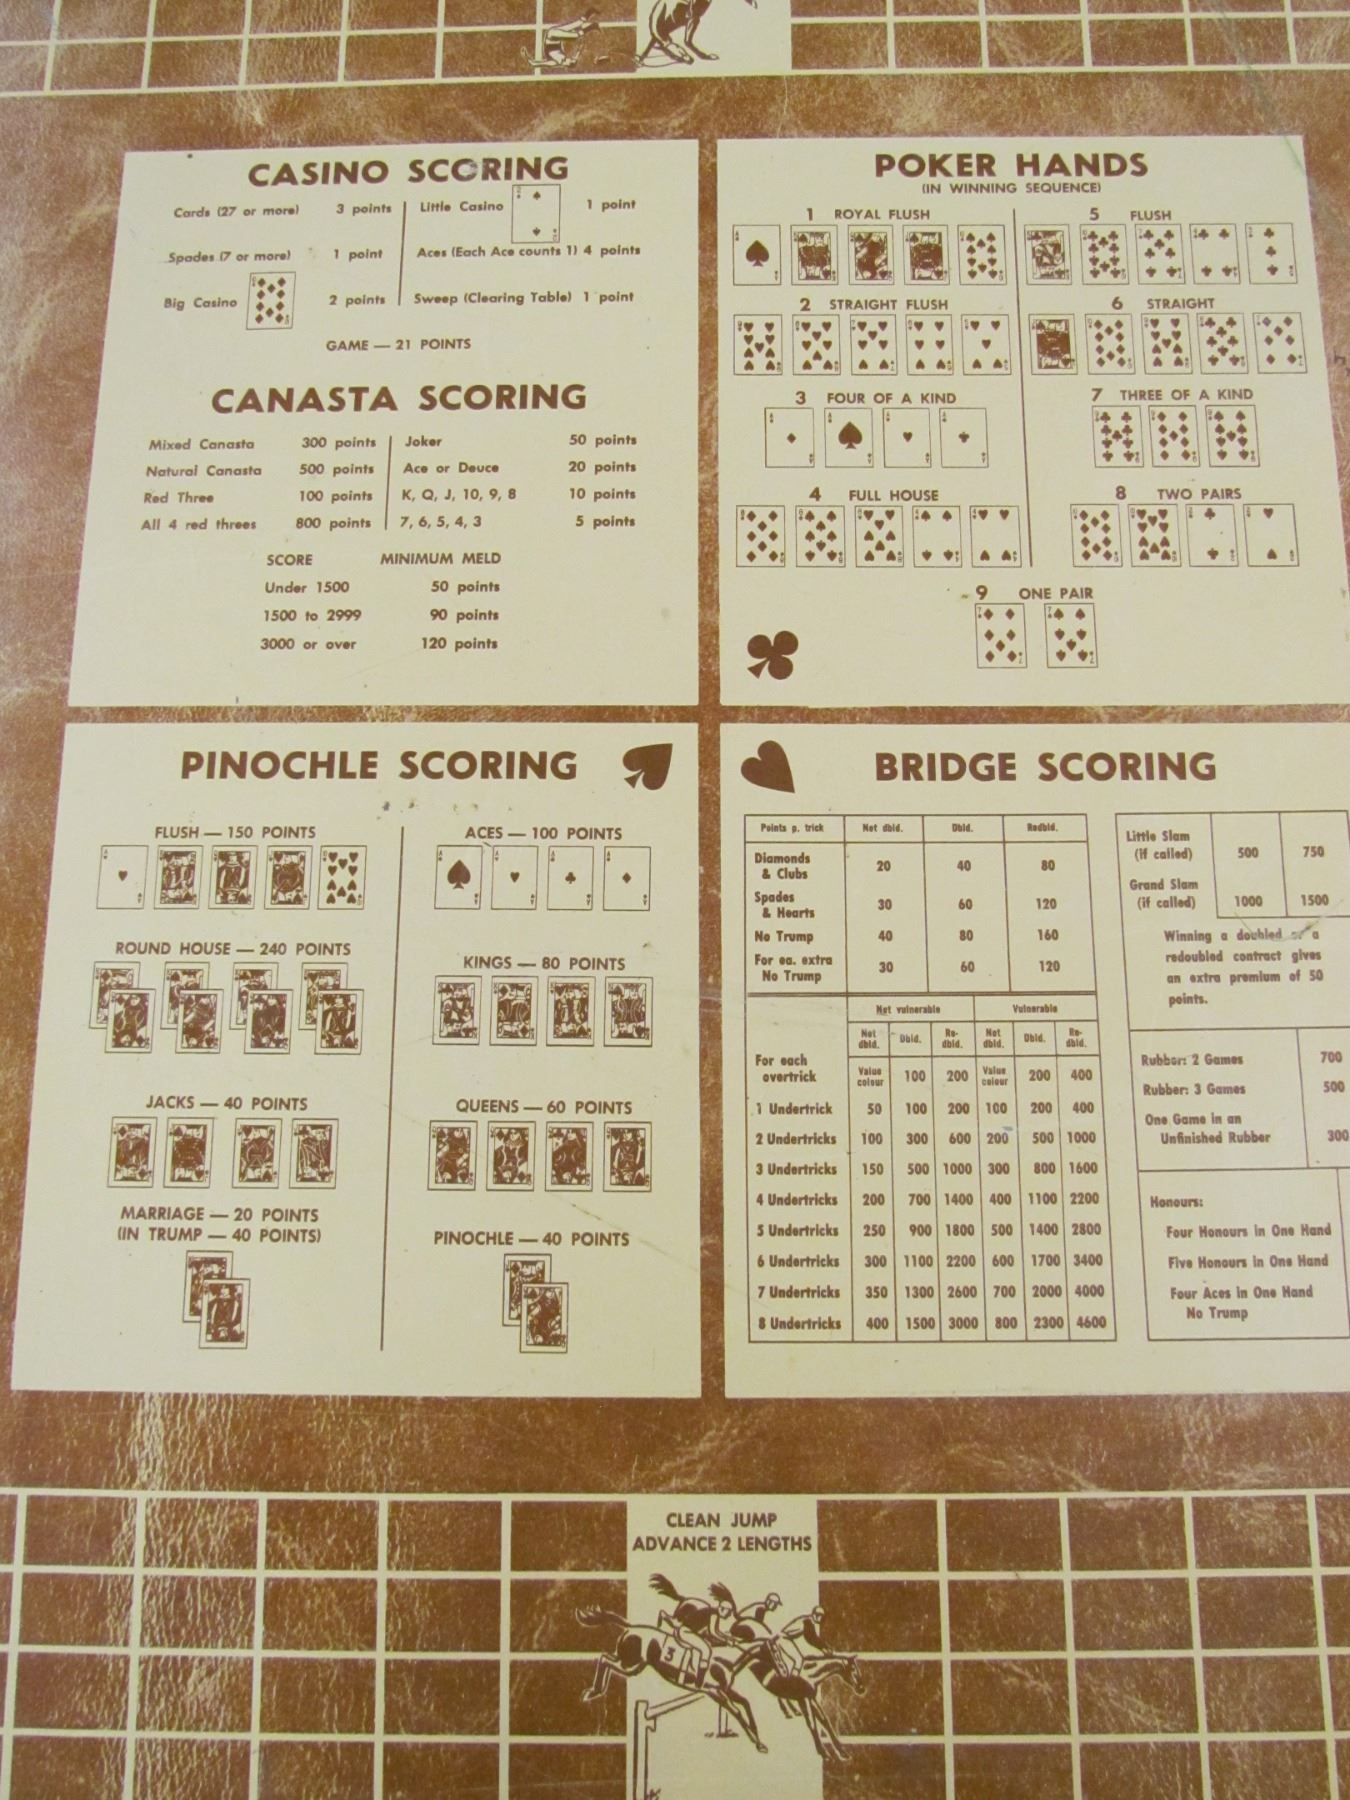 CASINO SCORING
Cards (27 or more) 3 points
Spades (7 or more) 1 point
Big Casino 2 points
Little Casino 1 point
Aces (Each Ace counts 1) 4 points
Sweep (Clearing Table) 1 point
GAME — 21 POINTS
CANASTA SCORING
Mixed Canasta 300 points
Natural Canasta 500 points
Red Three 100 points
All 4 red threes 800 points
Joker 50 points
Ace or Deuce 20 points
K, Q, J, 10, 9, 8 10 points
7, 6, 5, 4, 3 5 points
SCORE MINIMUM MELD
Under 1500 50 points
1500 to 2999 90 points
3000 or over 120 points
POKER HANDS
(IN WINNING SEQUENCE)
1 ROYAL FLUSH
2 STRAIGHT FLUSH
3 FOUR OF A KIND
4 FULL HOUSE
5 FLUSH
6 STRAIGHT
7 THREE OF A KIND
8 TWO PAIRS
9 ONE PAIR
PINOCHLE SCORING
FLUSH — 150 POINTS
ROUND HOUSE — 240 POINTS
JACKS — 40 POINTS
MARRIAGE — 20 POINTS
(IN TRUMP — 40 POINTS)
ACES — 100 POINTS
KINGS — 80 POINTS
QUEENS — 60 POINTS
PINOCHLE — 40 POINTS
BRIDGE SCORING
Points p. trick Not dbld. Dbld. Redbld.
Diamonds
& Clubs 20 40 80
Spades
& Hearts 30 60 120
No Trump 40 80 160
For ea. extra
No Trump 30 60 120
Not vulnerable Vulnerable
Not dbld. Dbld. Re-dbld. Not dbld. Dbld. Re-dbld.
For each
overtrick Value colour 100 200 Value colour 200 400
1 Undertrick 50 100 200 100 200 400
2 Undertricks 100 300 600 200 500 1000
3 Undertricks 150 500 1000 300 800 1600
4 Undertricks 200 700 1400 400 1100 2200
5 Undertricks 250 900 1800 500 1400 2800
6 Undertricks 300 1100 2200 600 1700 3400
7 Undertricks 350 1300 2600 700 2000 4000
8 Undertricks 400 1500 3000 800 2300 4600
Little Slam
(if called) 500 750
Grand Slam
(if called) 1000 1500
Winning a doubled or a
redoubled contract gives
an extra premium of 50
points.
Rubber: 2 Games 700
Rubber: 3 Games 500
One Game in an
Unfinished Rubber 300
Honours:
Four Honours in One Hand
Five Honours in One Hand
Four Aces in One Hand
No Trump
CLEAN JUMP
ADVANCE 2 LENGTHS